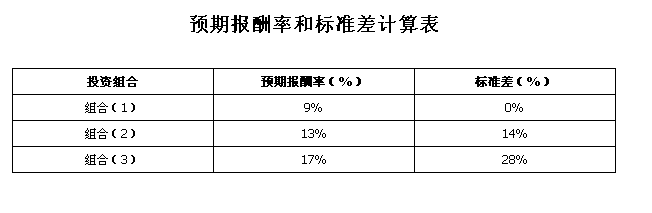 预期报酬率和标准差计算表
投资组合 预期报酬率(%) 标准差(%)
组合(1) 9% 0%
组合(2) 13% 14%
组合(3) 17% 28%